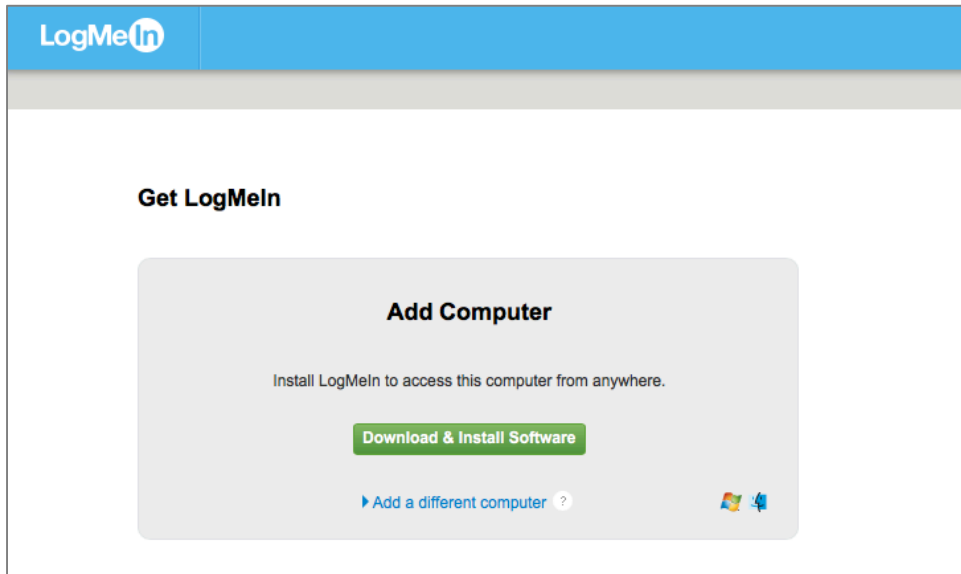 LogMeIn
Get LogMeIn
Add Computer
Install LogMeIn to access this computer from anywhere.
Download & Install Software
Add a different computer ?